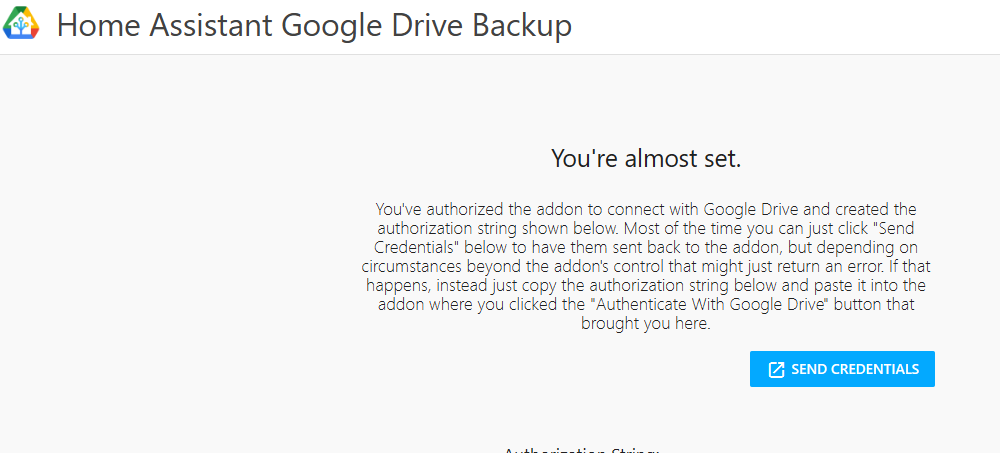 Home Assistant Google Drive Backup
You're almost set.
You've authorized the addon to connect with Google Drive and created the
authorization string shown below. Most of the time you can just click "Send
Credentials" below to have them sent back to the addon, but depending on
circumstances beyond the addon's control that might just return an error. If that
happens, instead just copy the authorization string below and paste it into the
addon where you clicked the "Authenticate With Google Drive" button that
brought you here.
SEND CREDENTIALS
Authorization String: